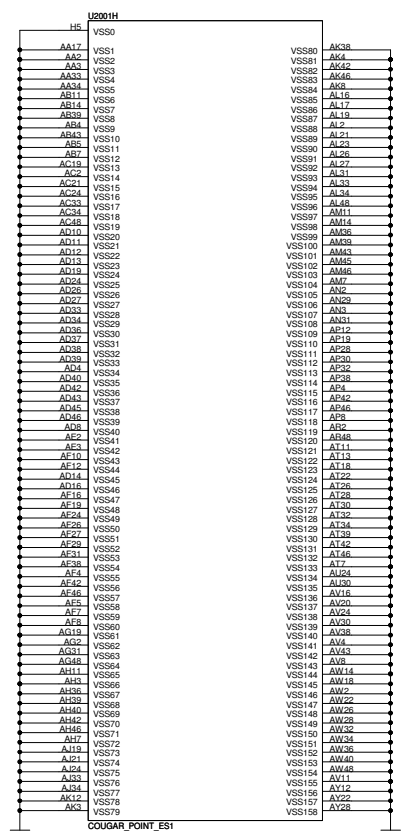 U2001H
H5 VSS0
AA17 VSS1 VSS80 AK38
AA2 VSS2 VSS81 AK4
AA3 VSS3 VSS82 AK42
AA33 VSS4 VSS83 AK46
AA34 VSS5 VSS84 AK8
AB11 VSS6 VSS85 AL16
AB14 VSS7 VSS86 AL17
AB39 VSS8 VSS87 AL19
AB4 VSS9 VSS88 AL2
AB43 VSS10 VSS89 AL21
AB5 VSS11 VSS90 AL23
AB7 VSS12 VSS91 AL26
AC19 VSS13 VSS92 AL27
AC2 VSS14 VSS93 AL31
AC21 VSS15 VSS94 AL33
AC24 VSS16 VSS95 AL34
AC33 VSS17 VSS96 AL48
AC34 VSS18 VSS97 AM11
AC48 VSS19 VSS98 AM14
AD10 VSS20 VSS99 AM36
AD11 VSS21 VSS100 AM39
AD12 VSS22 VSS101 AM43
AD13 VSS23 VSS102 AM45
AD19 VSS24 VSS103 AM46
AD24 VSS25 VSS104 AM7
AD26 VSS26 VSS105 AN2
AD27 VSS27 VSS106 AN29
AD33 VSS28 VSS107 AN3
AD34 VSS29 VSS108 AN31
AD36 VSS30 VSS109 AP12
AD37 VSS31 VSS110 AP19
AD38 VSS32 VSS111 AP28
AD39 VSS33 VSS112 AP30
AD4 VSS34 VSS113 AP32
AD40 VSS35 VSS114 AP38
AD42 VSS36 VSS115 AP4
AD43 VSS37 VSS116 AP42
AD45 VSS38 VSS117 AP46
AD46 VSS39 VSS118 AP8
AD8 VSS40 VSS119 AR2
AE2 VSS41 VSS120 AR48
AE3 VSS42 VSS121 AT11
AF10 VSS43 VSS122 AT13
AF12 VSS44 VSS123 AT18
AD14 VSS45 VSS124 AT22
AD16 VSS46 VSS125 AT26
AF16 VSS47 VSS126 AT28
AF19 VSS48 VSS127 AT30
AF24 VSS49 VSS128 AT32
AF26 VSS50 VSS129 AT34
AF27 VSS51 VSS130 AT39
AF29 VSS52 VSS131 AT42
AF31 VSS53 VSS132 AT46
AF38 VSS54 VSS133 AT7
AF4 VSS55 VSS134 AU24
AF42 VSS56 VSS135 AU30
AF46 VSS57 VSS136 AV16
AF5 VSS58 VSS137 AV20
AF7 VSS59 VSS138 AV24
AF8 VSS60 VSS139 AV30
AG19 VSS61 VSS140 AV38
AG2 VSS62 VSS141 AV4
AG31 VSS63 VSS142 AV43
AG48 VSS64 VSS143 AV8
AH11 VSS65 VSS144 AW14
AH3 VSS66 VSS145 AW18
AH36 VSS67 VSS146 AW2
AH39 VSS68 VSS147 AW22
AH40 VSS69 VSS148 AW26
AH42 VSS70 VSS149 AW28
AH46 VSS71 VSS150 AW32
AH7 VSS72 VSS151 AW34
AJ19 VSS73 VSS152 AW36
AJ21 VSS74 VSS153 AW40
AJ24 VSS75 VSS154 AW48
AJ33 VSS76 VSS155 AV11
AJ34 VSS77 VSS156 AY12
AK12 VSS78 VSS157 AY22
AK3 VSS79 VSS158 AY28
COUGAR_POINT_ES1